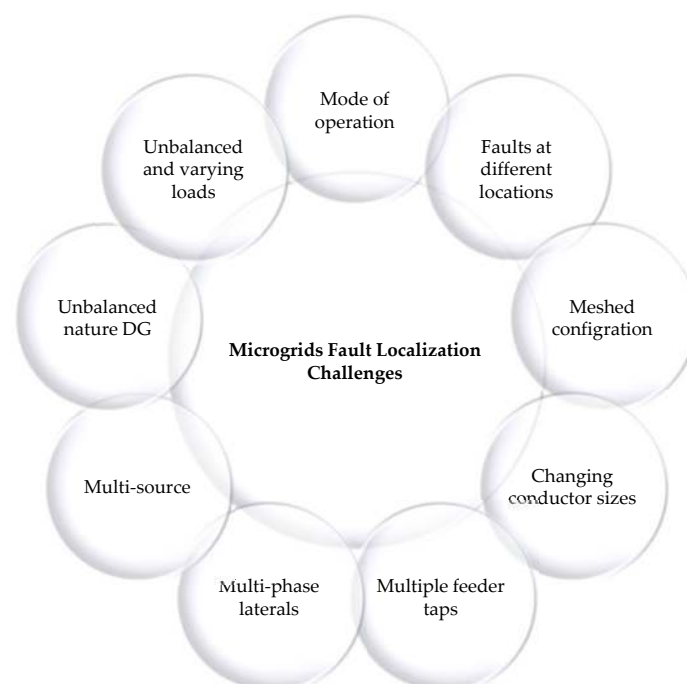 Mode of
operation
Faults at
different
locations
Meshed
configration
Changing
conductor sizes
Multiple feeder
taps
Multi-phase
laterals
Multi-source
Unbalanced
nature DG
Unbalanced
and varying
loads
Microgrids Fault Localization
Challenges